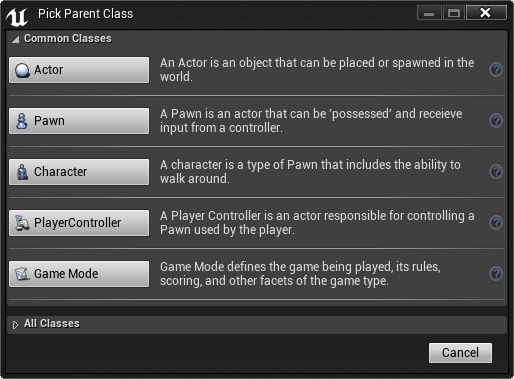 Pick Parent Class
Common Classes
Actor
An Actor is an object that can be placed or spawned in the
world.
Pawn
A Pawn is an actor that can be 'possessed' and receieve
input from a controller.
Character
A character is a type of Pawn that includes the ability to
walk around.
PlayerController
A Player Controller is an actor responsible for controlling a
Pawn used by the player.
Game Mode
Game Mode defines the game being played, its rules,
scoring, and other facets of the game type.
All Classes
Cancel